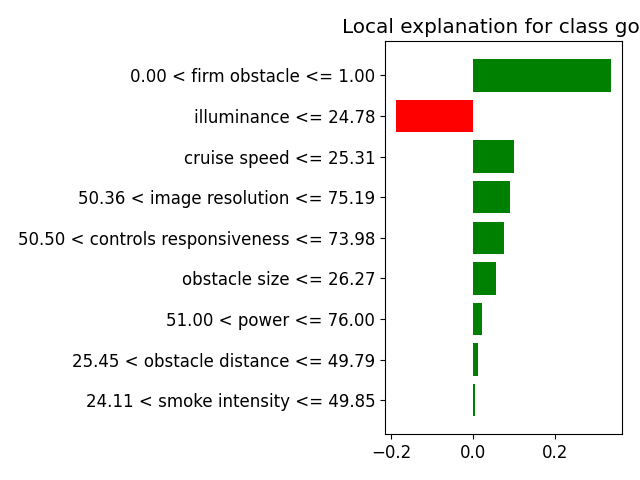 Local explanation for class go
0.00 < firm obstacle <= 1.00
illuminance <= 24.78
cruise speed <= 25.31
50.36 < image resolution <= 75.19
50.50 < controls responsiveness <= 73.98
obstacle size <= 26.27
51.00 < power <= 76.00
25.45 < obstacle distance <= 49.79
24.11 < smoke intensity <= 49.85
−0.2 0.0 0.2